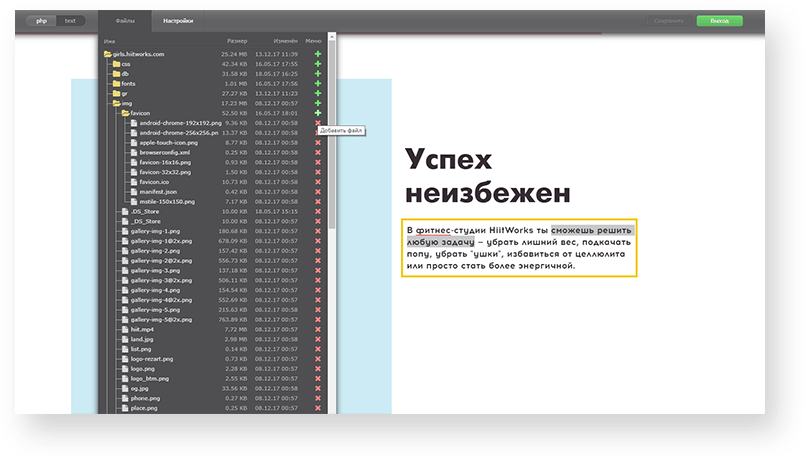 php text Файлы Настройки Сохранить Выход
Имя Размер Изменён Меню
girls.hiitworks.com 25.24 MB 13.12.17 11:39
css 42.34 KB 16.05.17 17:55
db 31.58 KB 18.05.17 16:25
fonts 1.01 MB 16.05.17 17:56
gr 27.27 KB 13.12.17 11:23
img 17.23 MB 08.12.17 00:57
favicon 52.50 KB 16.05.17 18:01
android-chrome-192x192.png 9.36 KB 08.12.17 00:58
android-chrome-256x256.pn 13.37 KB 08.12.17 00:58
Добавить файл
apple-touch-icon.png 8.77 KB 08.12.17 00:58
browserconfig.xml 0.25 KB 08.12.17 00:58
favicon-16x16.png 0.93 KB 08.12.17 00:58
favicon-32x32.png 1.50 KB 08.12.17 00:58
favicon.ico 10.73 KB 08.12.17 00:58
manifest.json 0.42 KB 08.12.17 00:58
mstile-150x150.png 7.17 KB 08.12.17 00:58
.DS_Store 10.00 KB 18.05.17 15:15
_DS_Store 10.00 KB 08.12.17 00:58
gallery-img-1.png 180.68 KB 08.12.17 00:57
gallery-img-1@2x.png 678.09 KB 08.12.17 00:57
gallery-img-2.png 157.42 KB 08.12.17 00:58
gallery-img-2@2x.png 556.73 KB 08.12.17 00:57
gallery-img-3.png 137.18 KB 08.12.17 00:58
gallery-img-3@2x.png 506.11 KB 08.12.17 00:57
gallery-img-4.png 154.54 KB 08.12.17 00:57
gallery-img-4@2x.png 552.69 KB 08.12.17 00:57
gallery-img-5.png 215.63 KB 08.12.17 00:58
gallery-img-5@2x.png 763.89 KB 08.12.17 00:57
hiit.mp4 7.72 MB 08.12.17 00:58
land.jpg 2.98 MB 08.12.17 00:58
list.png 0.14 KB 08.12.17 00:57
logo-rezart.png 0.73 KB 08.12.17 00:57
logo.png 2.28 KB 08.12.17 00:57
logo_btm.png 2.55 KB 08.12.17 00:57
og.jpg 33.56 KB 08.12.17 00:58
phone.png 0.27 KB 08.12.17 00:57
place.png 0.25 KB 08.12.17 00:57
Успех
неизбежен
В фитнес-студии HiitWorks ты сможешь решить
любую задачу – убрать лишний вес, подкачать
попу, убрать "ушки", избавиться от целлюлита
или просто стать более энергичной.